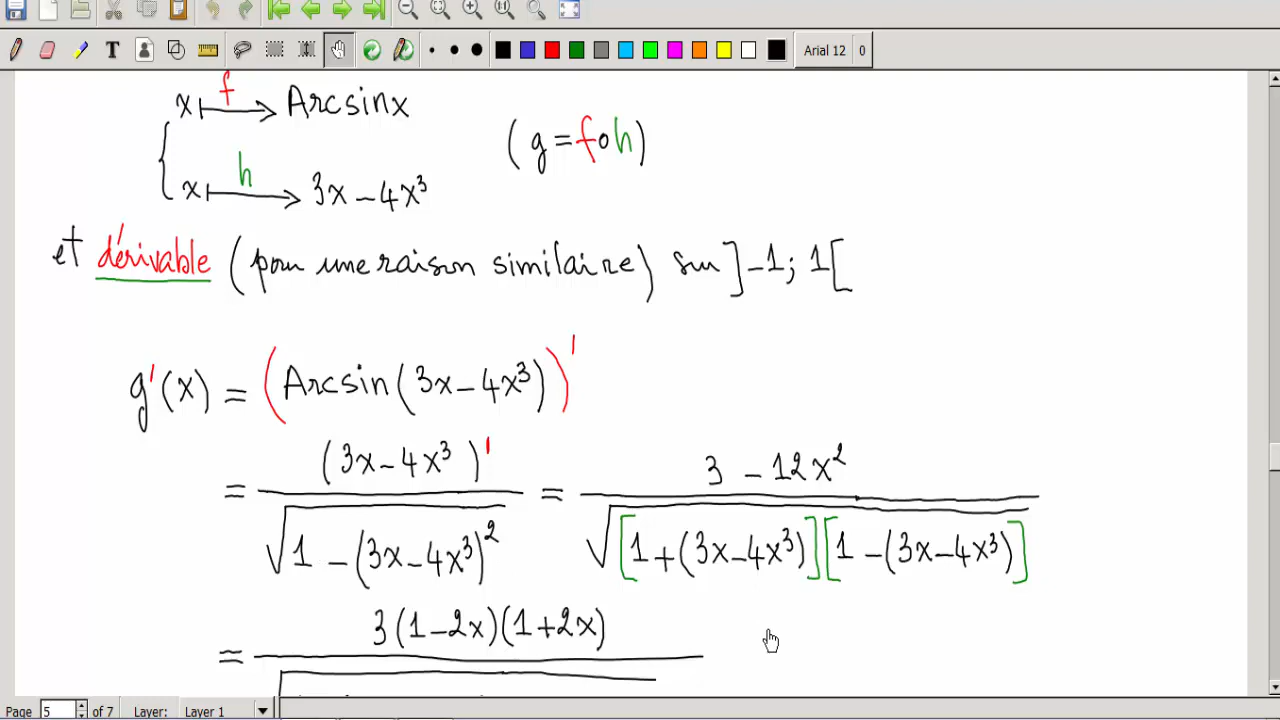 Arial 12 0
x ⟼ Arcsinx
f
(g = foh)
h
x ⟼ 3x − 4x³
et dérivable (pour une raison similaire) sur ]−1; 1[
g'(x) = (Arcsin(3x−4x³))'
= (3x−4x³)' / √(1 − (3x−4x³)²) = 3 − 12x² / √([1+(3x−4x³)][1−(3x−4x³)])
= 3(1−2x)(1+2x)
Page 5 of 7 Layer: Layer 1